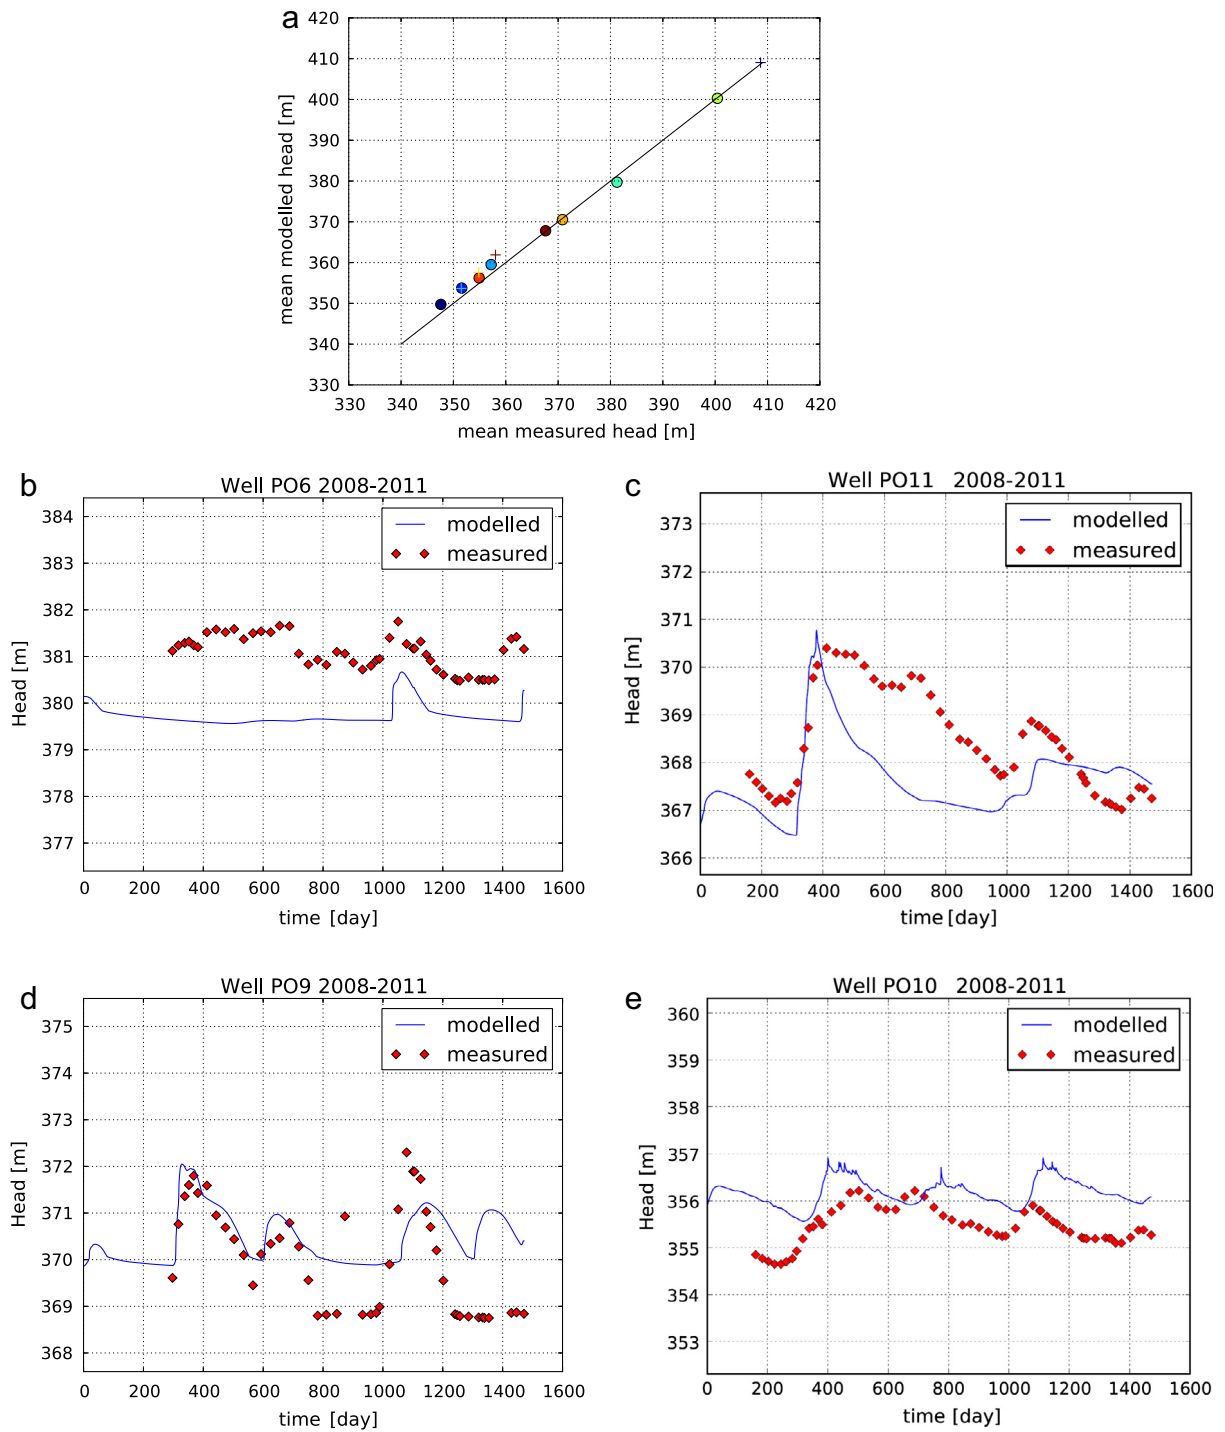 a
420
410
400
390
380
370
360
350
340
330
330 340 350 360 370 380 390 400 410 420
mean modelled head [m]
mean measured head [m]
b
Well PO6 2008-2011
384
383
382
381
380
379
378
377
0 200 400 600 800 1000 1200 1400 1600
Head [m]
time [day]
modelled
measured
c
Well PO11 2008-2011
373
372
371
370
369
368
367
366
0 200 400 600 800 1000 1200 1400 1600
Head [m]
time [day]
modelled
measured
d
Well PO9 2008-2011
375
374
373
372
371
370
369
368
0 200 400 600 800 1000 1200 1400 1600
Head [m]
time [day]
modelled
measured
e
Well PO10 2008-2011
360
359
358
357
356
355
354
353
0 200 400 600 800 1000 1200 1400 1600
Head [m]
time [day]
modelled
measured